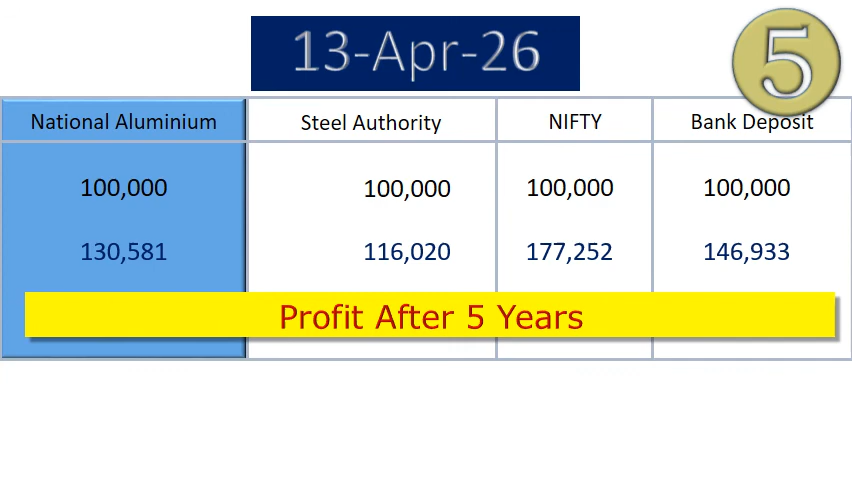 13-Apr-26
5
National Aluminium Steel Authority NIFTY Bank Deposit
100,000 100,000 100,000 100,000
130,581 116,020 177,252 146,933
Profit After 5 Years